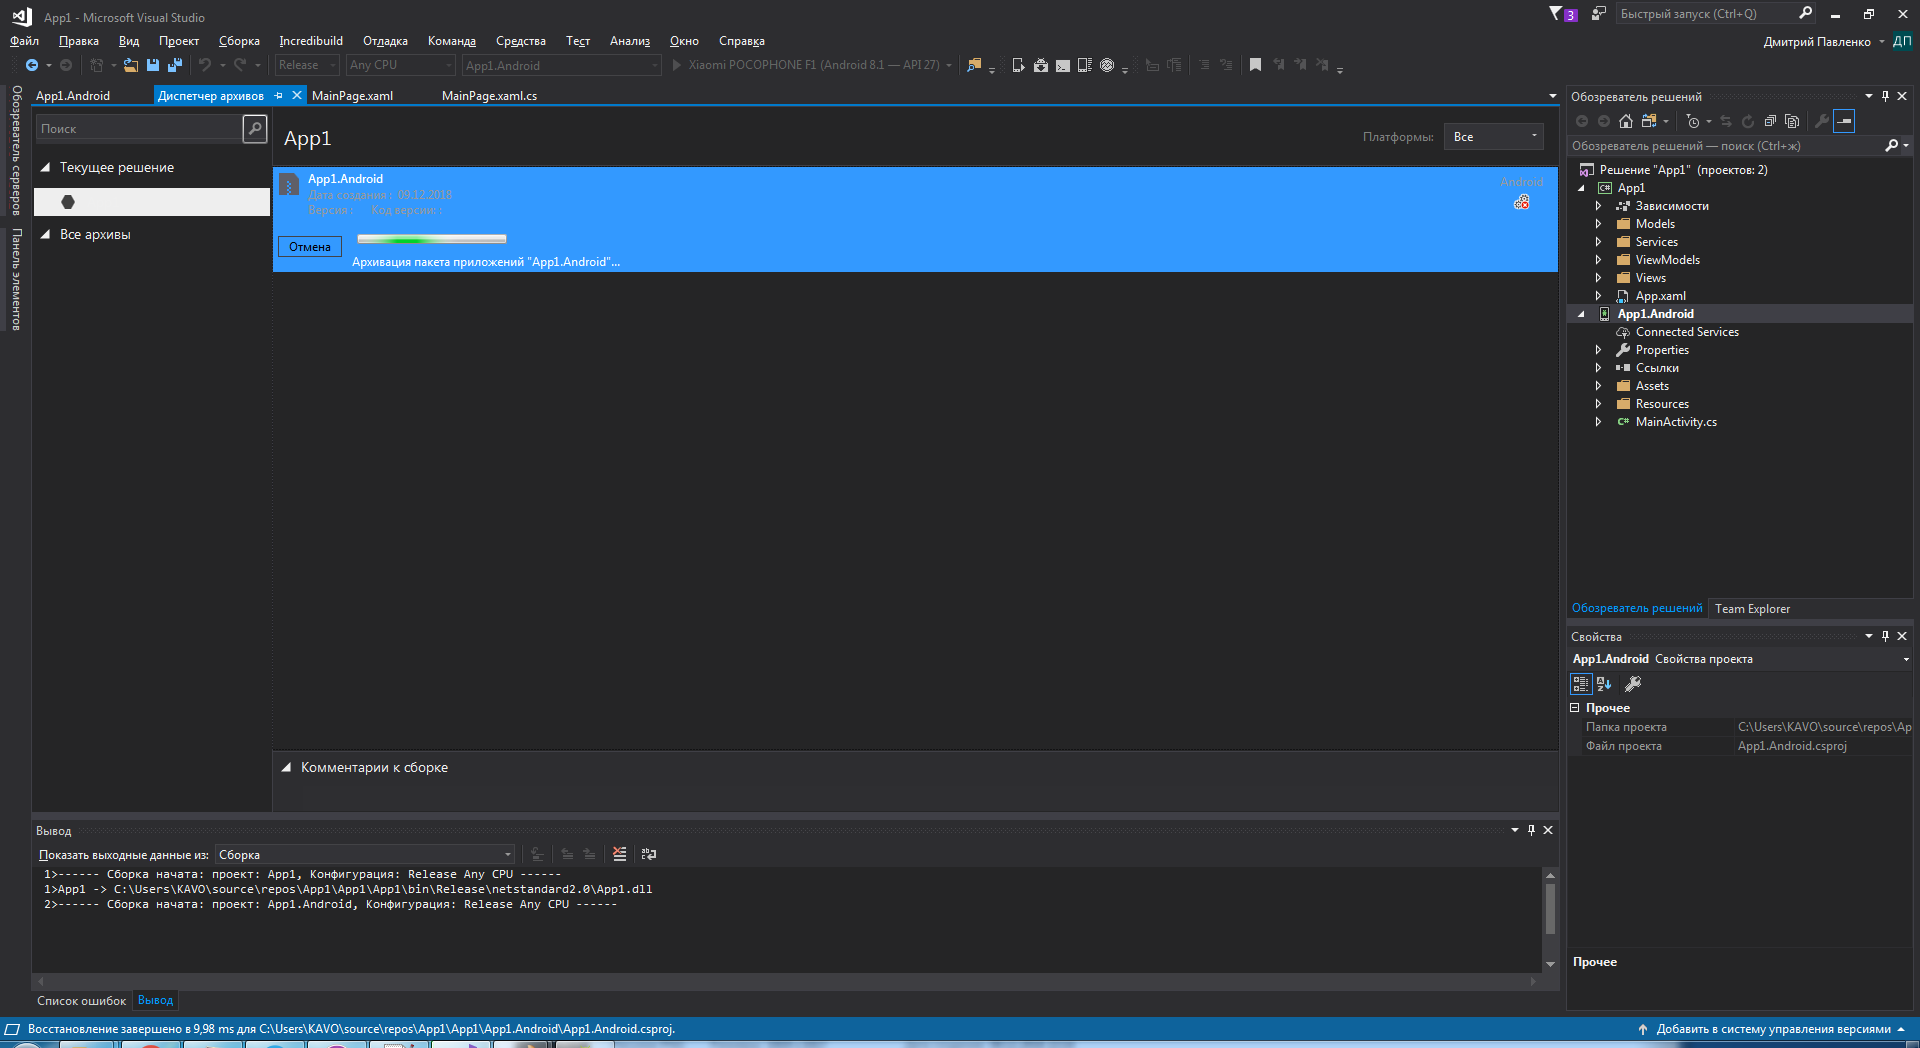 App1 - Microsoft Visual Studio
3
Быстрый запуск (Ctrl+Q)
Файл Правка Вид Проект Сборка Incredibuild Отладка Команда Средства Тест Анализ Окно Справка
Дмитрий Павленко ДП
Release Any CPU App1.Android Xiaomi POCOPHONE F1 (Android 8.1 — API 27)
Обозреватель серверов
Панель элементов
App1.Android Диспетчер архивов MainPage.xaml MainPage.xaml.cs
Поиск
Текущее решение
Все архивы
App1
Платформы: Все
App1.Android
Android
Дата создания : 09.12.2018
Версия : Код версии: :
Отмена
Архивация пакета приложений "App1.Android"...
Комментарии к сборке
Вывод
Показать выходные данные из: Сборка
1>------ Сборка начата: проект: App1, Конфигурация: Release Any CPU ------
1>App1 -> C:\Users\KAVO\source\repos\App1\App1\App1\bin\Release\netstandard2.0\App1.dll
2>------ Сборка начата: проект: App1.Android, Конфигурация: Release Any CPU ------
Список ошибок Вывод
Обозреватель решений
Обозреватель решений — поиск (Ctrl+ж)
Решение "App1" (проектов: 2)
C# App1
Зависимости
Models
Services
ViewModels
Views
App.xaml
App1.Android
Connected Services
Properties
Ссылки
Assets
Resources
C# MainActivity.cs
Обозреватель решений Team Explorer
Свойства
App1.Android Свойства проекта
Прочее
Папка проекта C:\Users\KAVO\source\repos\Ap
Файл проекта App1.Android.csproj
Прочее
Восстановление завершено в 9,98 ms для C:\Users\KAVO\source\repos\App1\App1\App1.Android\App1.Android.csproj.
Добавить в систему управления версиями